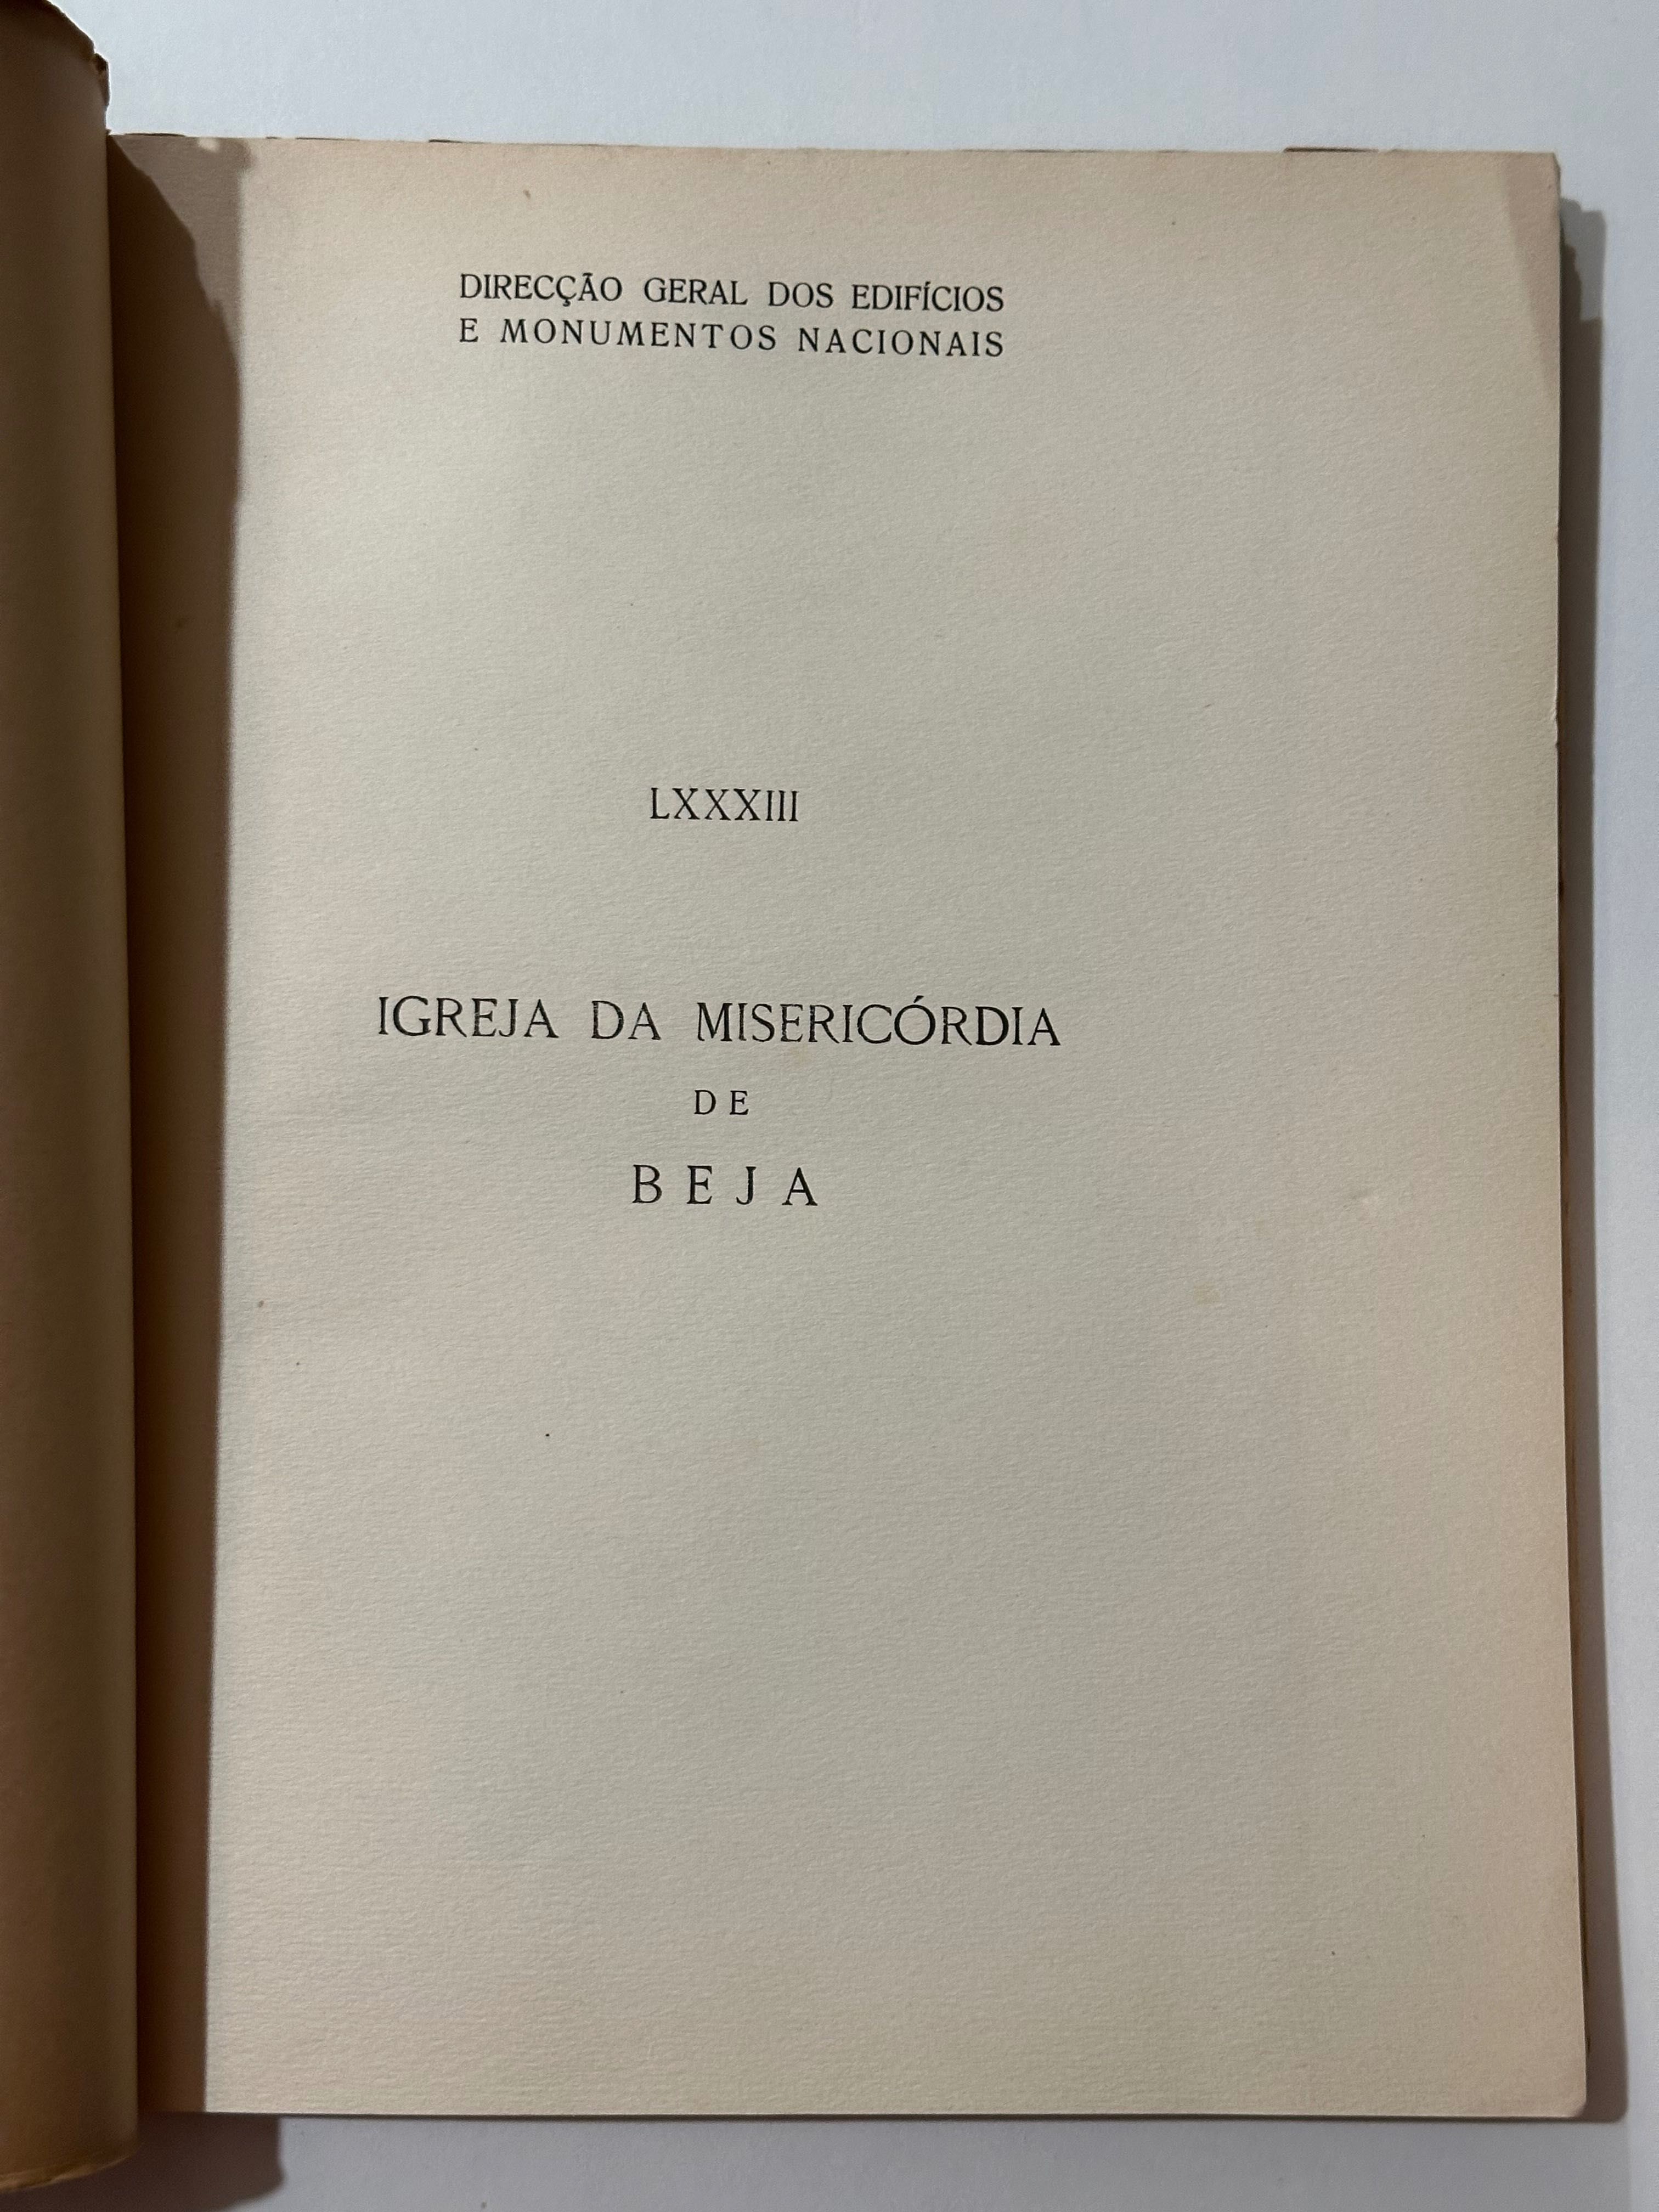 DIRECÇÃO GERAL DOS EDIFÍCIOS
E MONUMENTOS NACIONAIS
LXXXIII
IGREJA DA MISERICÓRDIA
DE
BEJA